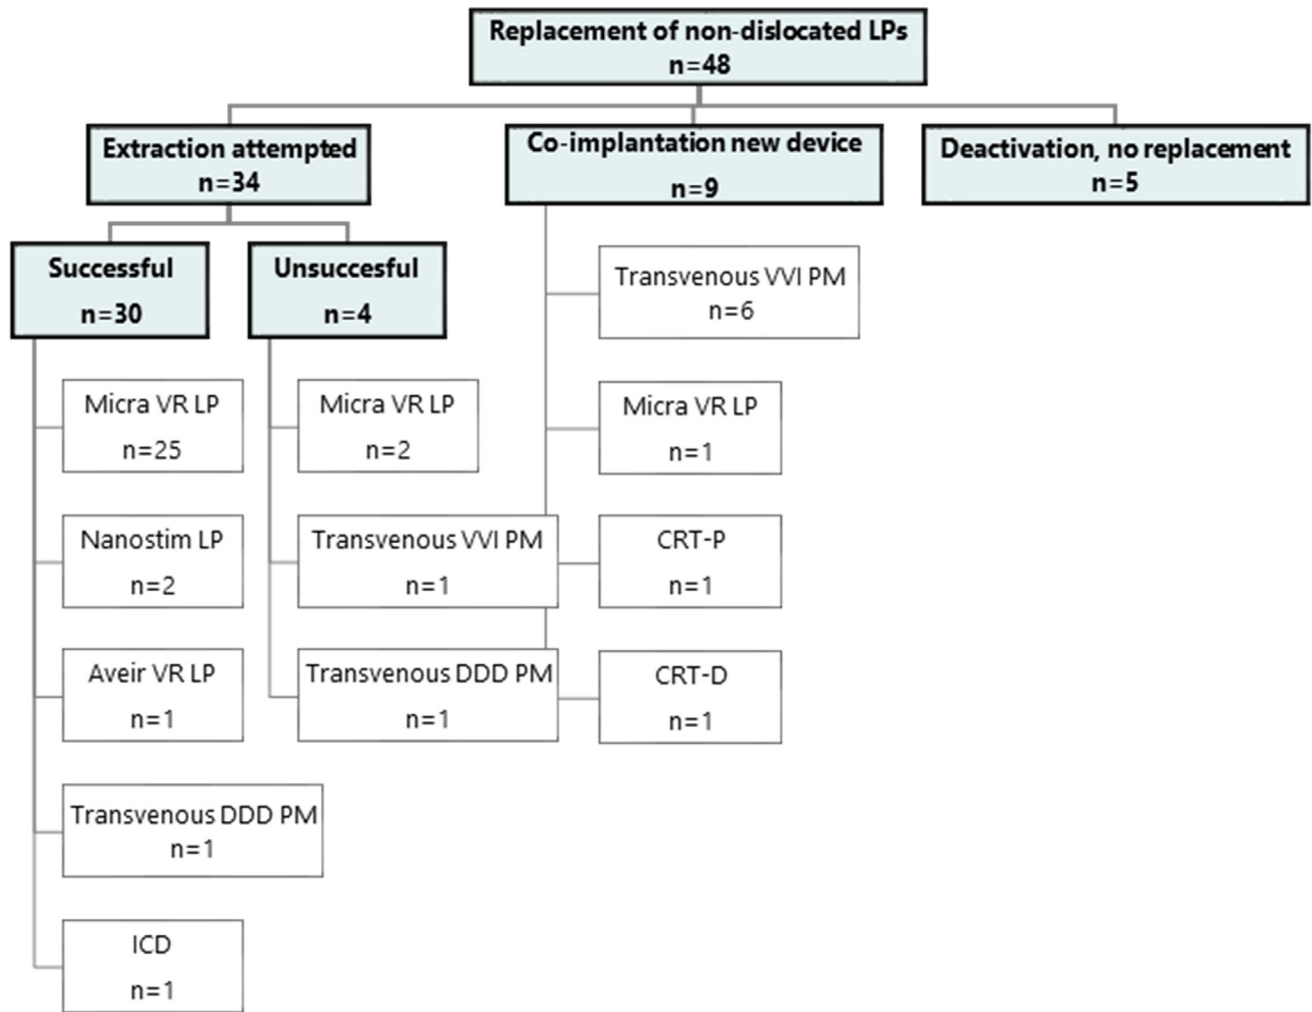 Replacement of non-dislocated LPs
n=48
Extraction attempted
n=34
Co-implantation new device
n=9
Deactivation, no replacement
n=5
Successful
n=30
Unsuccesful
n=4
Micra VR LP
n=25
Nanostim LP
n=2
Aveir VR LP
n=1
Transvenous DDD PM
n=1
ICD
n=1
Micra VR LP
n=2
Transvenous VVI PM
n=1
Transvenous DDD PM
n=1
Transvenous VVI PM
n=6
Micra VR LP
n=1
CRT-P
n=1
CRT-D
n=1